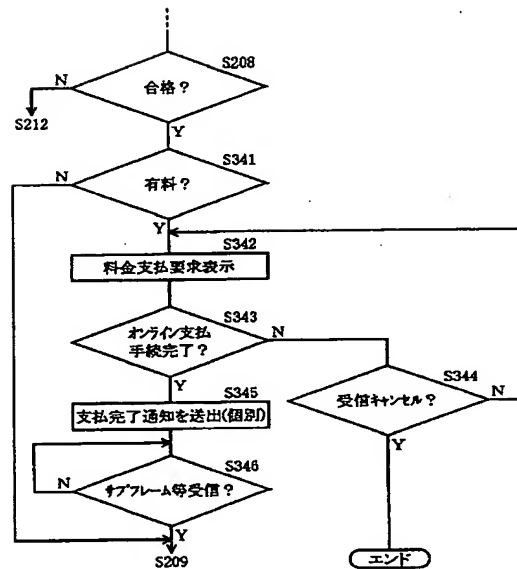 S208
N
合格?
S212
Y
S341
N
有料?
Y
S342
料金支払要求表示
S343
オンライン支払
手続完了?
N
Y
S344
S345
受信キャンセル?
N
支払完了通知を送出(個別)
Y
S346
N
サブフレーム等受信?
Y
S209
エンド